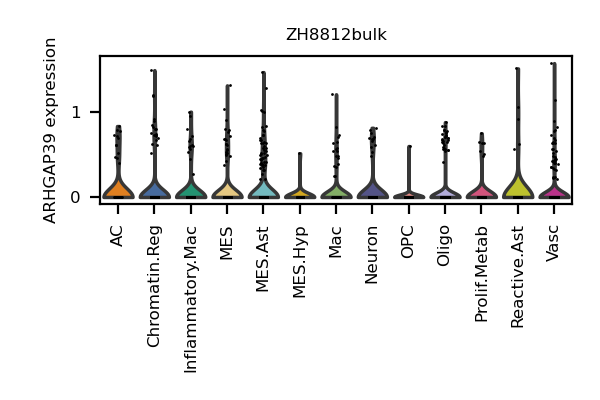 ZH8812bulk
ARHGAP39 expression
1
0
AC
Chromatin.Reg
Inflammatory.Mac
MES
MES.Ast
MES.Hyp
Mac
Neuron
OPC
Oligo
Prolif.Metab
Reactive.Ast
Vasc